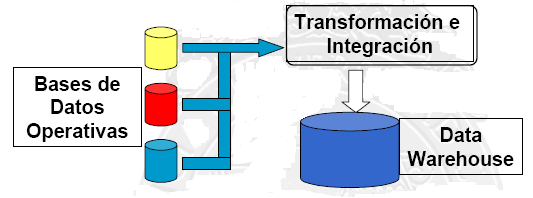 Transformación e
Integración
Bases de
Datos
Operativas
Data
Warehouse